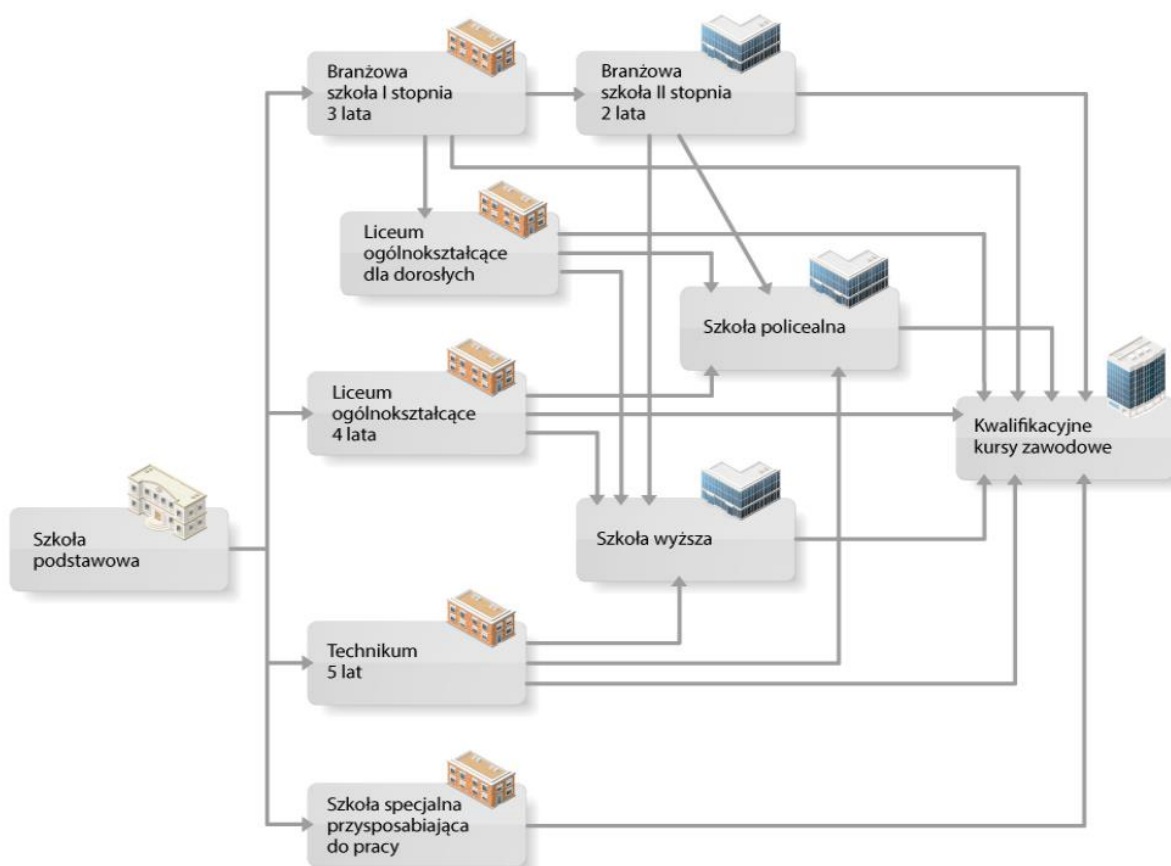 Branżowa
szkoła I stopnia
3 lata
Branżowa
szkoła II stopnia
2 lata
Liceum
ogólnokształcące
dla dorosłych
Szkoła policealna
Liceum
ogólnokształcące
4 lata
Kwalifikacyjne
kursy zawodowe
Szkoła
podstawowa
Szkoła wyższa
Technikum
5 lat
Szkoła specjalna
przysposabiająca
do pracy